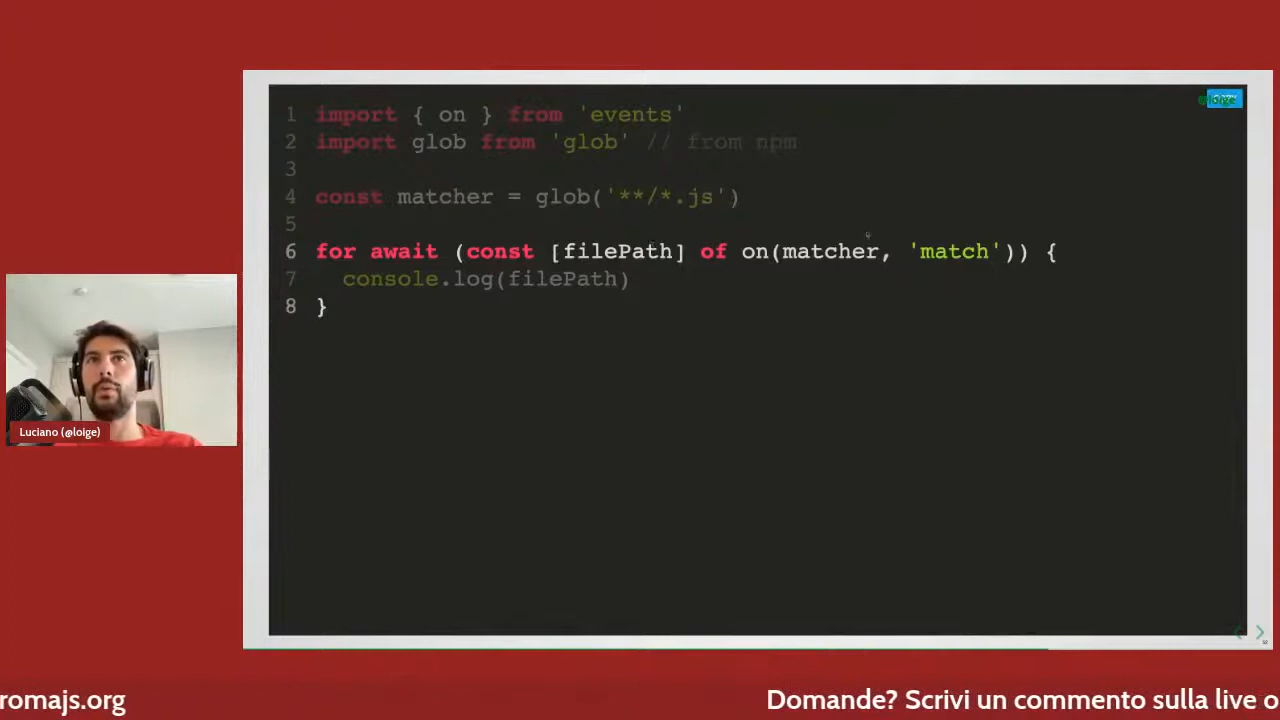 @loige
1 import { on } from 'events'
2 import glob from 'glob' // from npm
3
4 const matcher = glob('**/*.js')
5
6 for await (const [filePath] of on(matcher, 'match')) {
7 console.log(filePath)
8 }
Luciano (@loige)
52
romajs.org
Domande? Scrivi un commento sulla live o